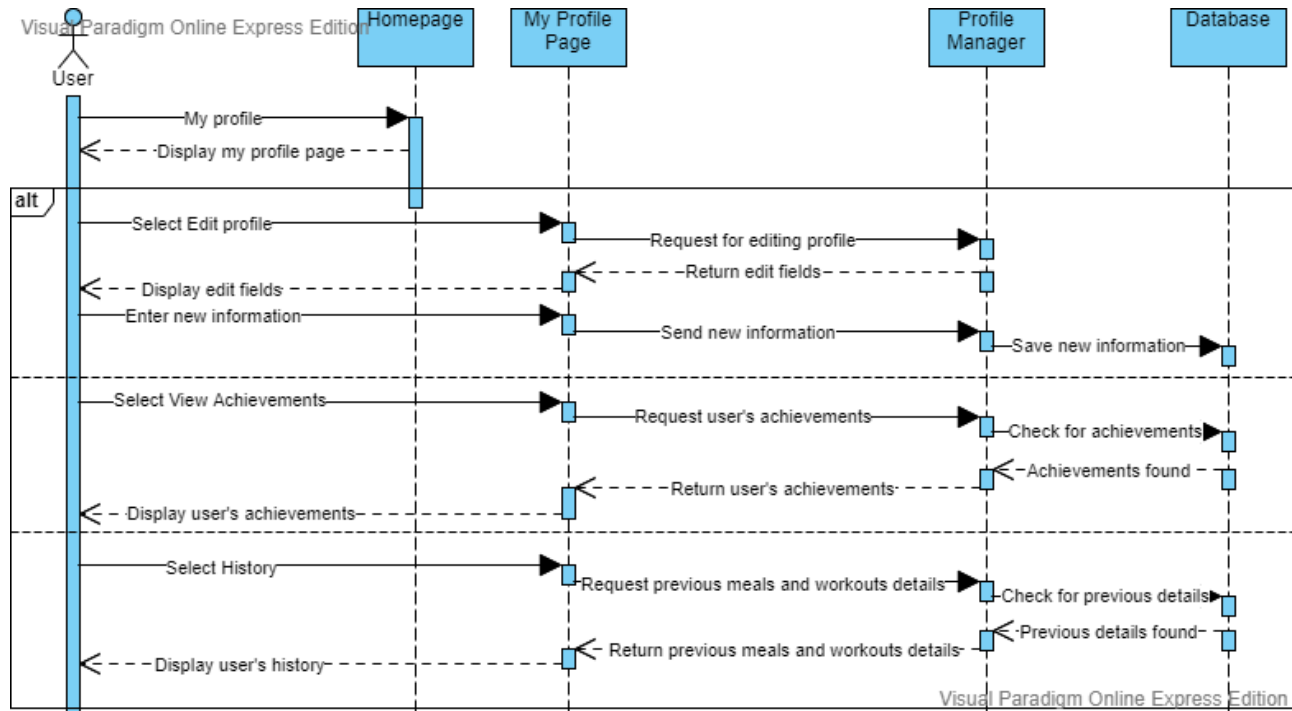 Visual Paradigm Online Express Edition
User
Homepage
My Profile
Page
Profile
Manager
Database
My profile
Display my profile page
alt
Select Edit profile
Request for editing profile
Return edit fields
Display edit fields
Enter new information
Send new information
Save new information
Select View Achievements
Request user's achievements
Check for achievements
Achievements found
Return user's achievements
Display user's achievements
Select History
Request previous meals and workouts details
Check for previous details
Previous details found
Return previous meals and workouts details
Display user's history
Visual Paradigm Online Express Edition